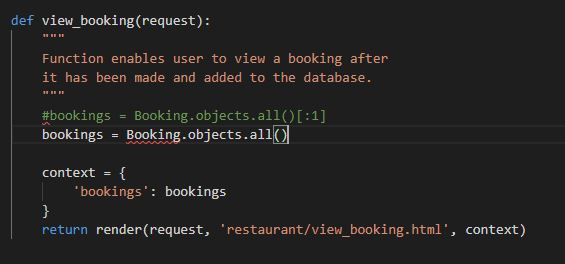 def view_booking(request):
    """
    Function enables user to view a booking after
    it has been made and added to the database.
    """
    #bookings = Booking.objects.all()[:1]
    bookings = Booking.objects.all()
    context = {
        'bookings': bookings
    }
    return render(request, 'restaurant/view_booking.html', context)